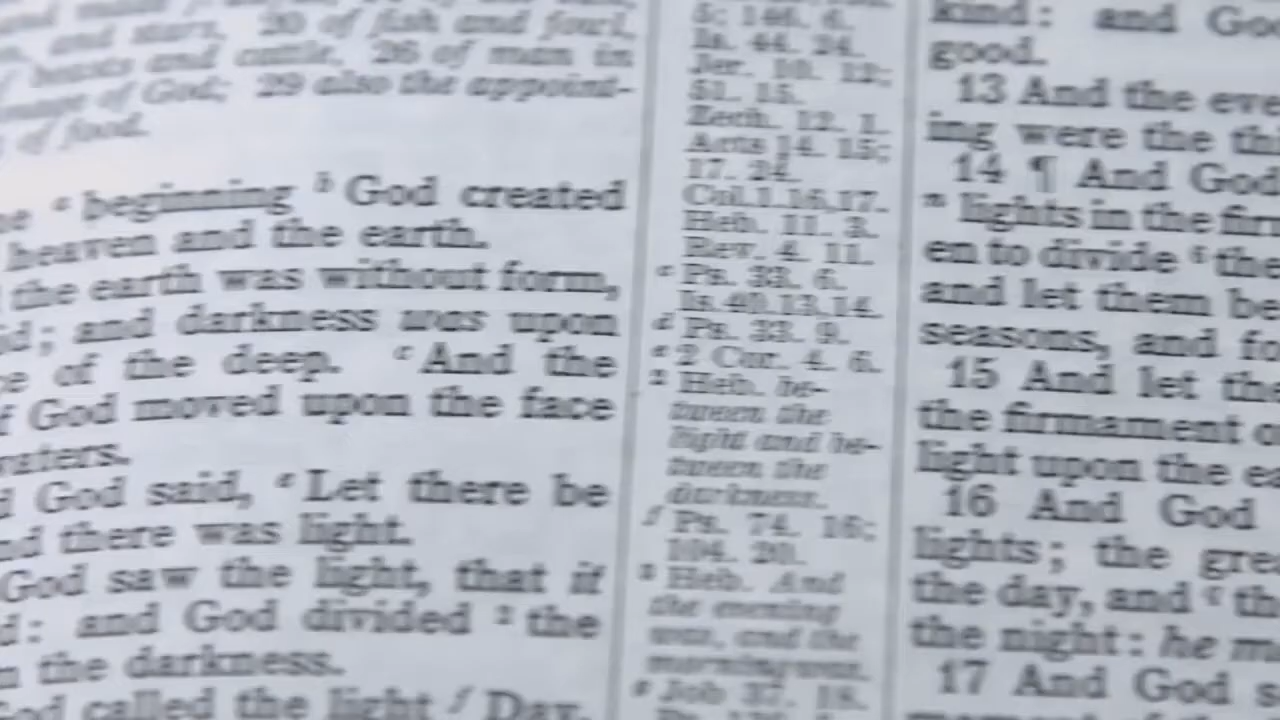 and stars, 20 of fish and fowl,
beasts and cattle, 26 of man in
image of God; 29 also the appoint-
of food.
a beginning b God created
heaven and the earth.
the earth was without form,
and darkness was upon
of the deep. c And the
God moved upon the face
waters.
God said, e Let there be
there was light.
God saw the light, that it
and God divided 2 the
the darkness.
God called the light f Day,
5; 146. 6.
Is. 44. 24.
Jer. 10. 12;
51. 15.
Zech. 12. 1.
Acts 14. 15;
17. 24.
Col.1.16,17.
Heb. 11. 3.
Rev. 4. 11.
c Ps. 33. 6.
Is.40.13,14.
d Ps. 33. 9.
e 2 Cor. 4. 6.
2 Heb. be-
tween the
light and be-
tween the
darkness.
f Ps. 74. 16;
104. 20.
3 Heb. And
the evening
was, and the
morning was.
g Job 37. 18.
kind: and God
good.
13 And the eve
ing were the thi
14 ¶ And God
n lights in the firm
en to divide 6 the
and let them be
seasons, and fo
15 And let the
the firmament o
light upon the ea
16 And God
lights; the grea
the day, and the
the night: he m
17 And God s